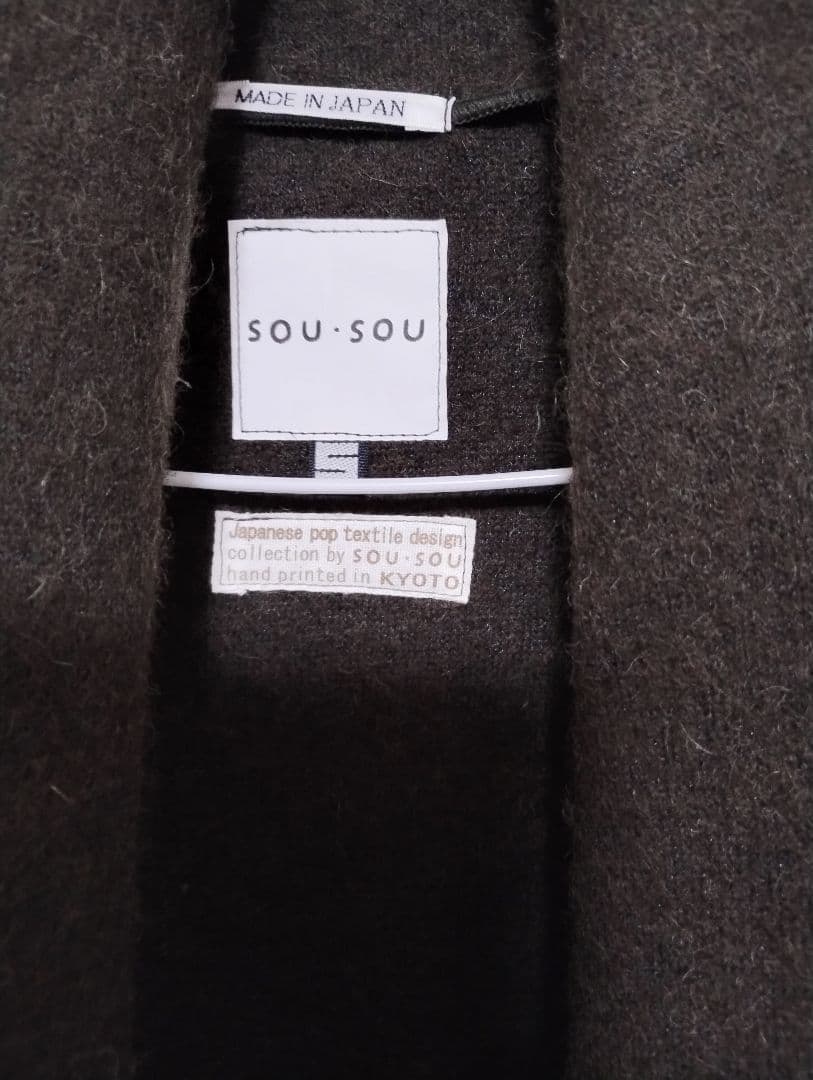 MADE IN JAPAN
SOU·SOU
Japanese pop textile design
collection by SOU·SOU
hand printed in KYOTO